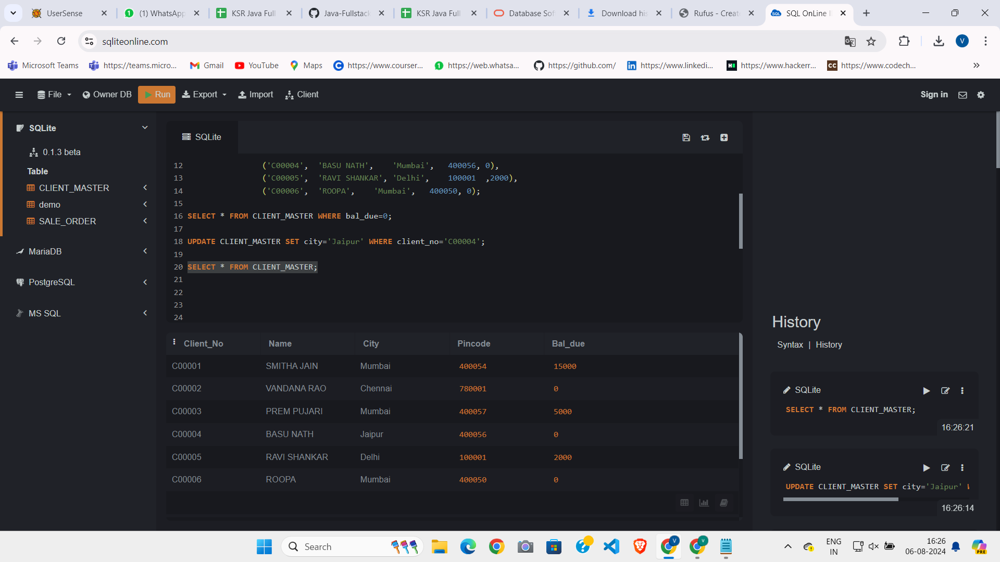 UserSense
(1) WhatsApp
KSR Java Full
Java-Fullstack
KSR Java Full
Database Sof
Download his
Rufus - Create
SQL OnLine I
sqliteonline.com
V
Microsoft Teams
https://teams.micro...
Gmail
YouTube
Maps
https://www.courser...
https://web.whatsa...
https://github.com/
https://www.linkedi...
https://www.hackerr...
https://www.codech...
File
Owner DB
Run
Export
Import
Client
Sign in
SQLite
0.1.3 beta
Table
CLIENT_MASTER
demo
SALE_ORDER
MariaDB
PostgreSQL
MS SQL
SQLite
12 ('C00004', 'BASU NATH', 'Mumbai', 400056, 0),
13 ('C00005', 'RAVI SHANKAR', 'Delhi', 100001 ,2000),
14 ('C00006', 'ROOPA', 'Mumbai', 400050, 0);
15
16 SELECT * FROM CLIENT_MASTER WHERE bal_due=0;
17
18 UPDATE CLIENT_MASTER SET city='Jaipur' WHERE client_no='C00004';
19
20 SELECT * FROM CLIENT_MASTER;
21
22
23
24
Client_No Name City Pincode Bal_due
C00001 SMITHA JAIN Mumbai 400054 15000
C00002 VANDANA RAO Chennai 780001 0
C00003 PREM PUJARI Mumbai 400057 5000
C00004 BASU NATH Jaipur 400056 0
C00005 RAVI SHANKAR Delhi 100001 2000
C00006 ROOPA Mumbai 400050 0
History
Syntax | History
SQLite
SELECT * FROM CLIENT_MASTER;
16:26:21
SQLite
UPDATE CLIENT_MASTER SET city='Jaipur'
16:26:14
Search
ENG
IN
16:26
06-08-2024